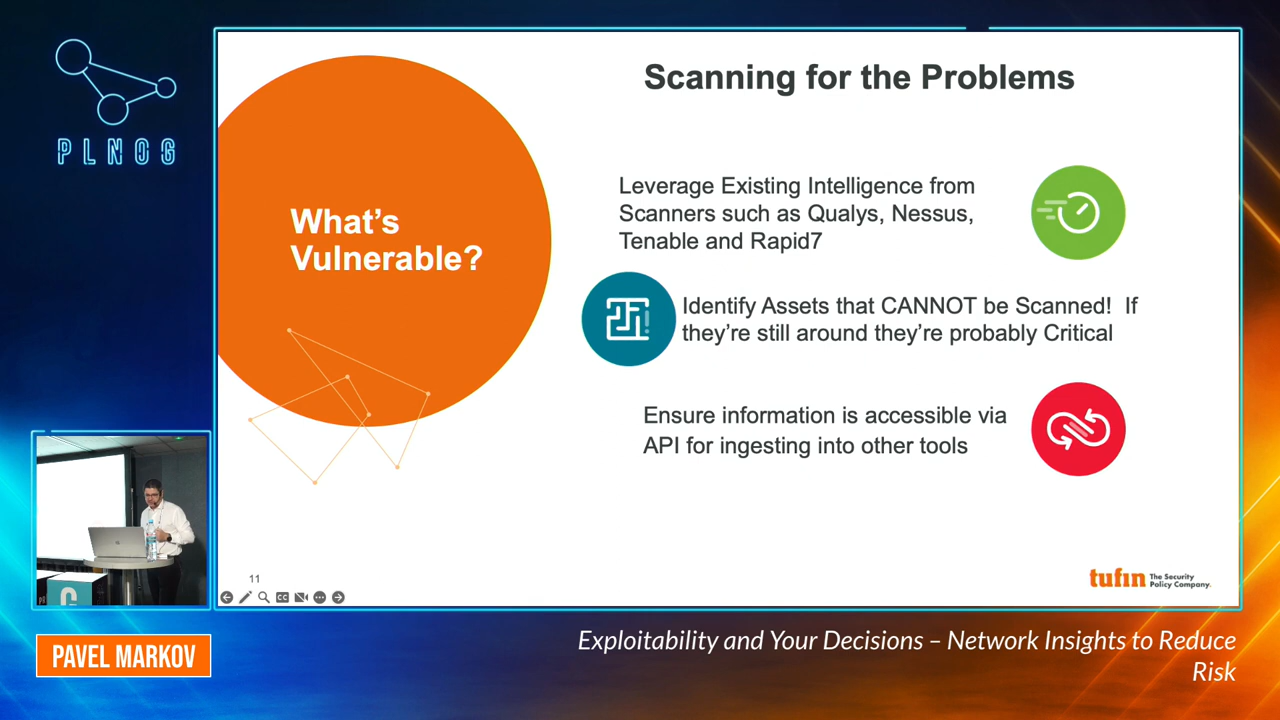 PLNOG
Scanning for the Problems
What's
Vulnerable?
Leverage Existing Intelligence from
Scanners such as Qualys, Nessus,
Tenable and Rapid7
Identify Assets that CANNOT be Scanned! If
they're still around they're probably Critical
Ensure information is accessible via
API for ingesting into other tools
11
CC
tufin The Security
Policy Company.
PAVEL MARKOV
Exploitability and Your Decisions – Network Insights to Reduce
Risk